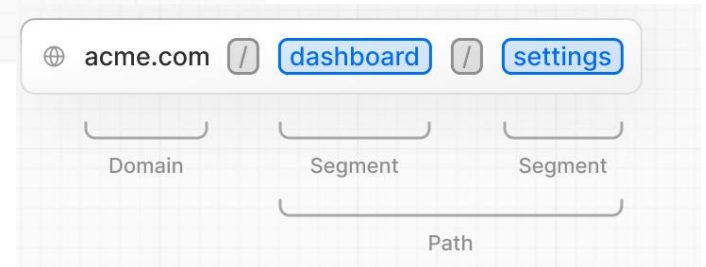 acme.com / dashboard / settings
Domain Segment Segment
Path